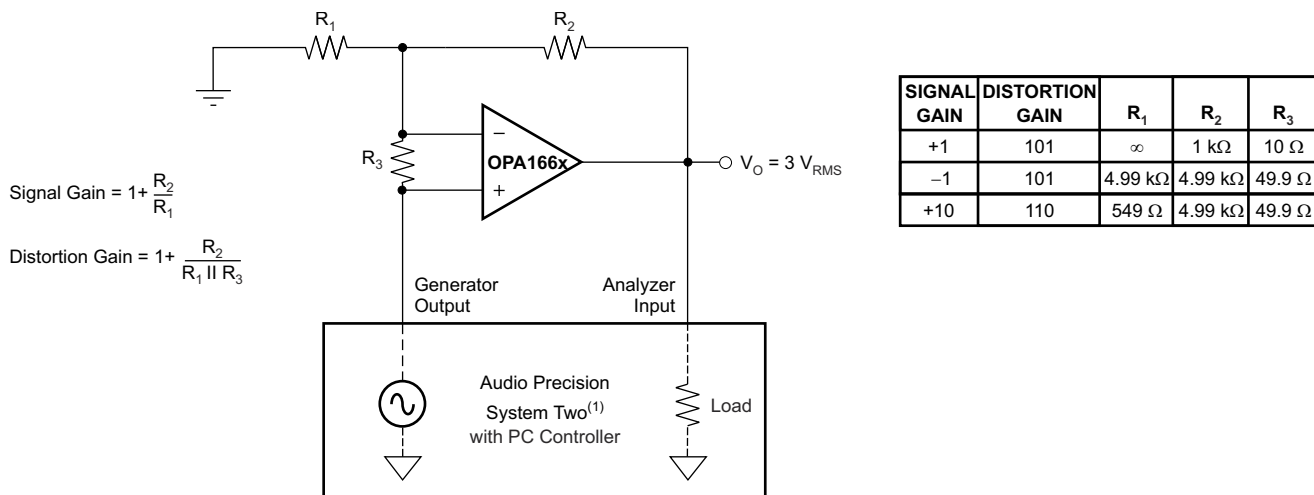 R1
R2
R3
−
OPA166x
+
VO = 3 VRMS
Signal Gain = 1+ R2
R1
Distortion Gain = 1+ R2
R1 II R3
Generator
Output
Analyzer
Input
Audio Precision
System Two(1)
with PC Controller
Load
SIGNAL GAIN DISTORTION GAIN R1 R2 R3
+1 101 ∞ 1 kΩ 10 Ω
−1 101 4.99 kΩ 4.99 kΩ 49.9 Ω
+10 110 549 Ω 4.99 kΩ 49.9 Ω